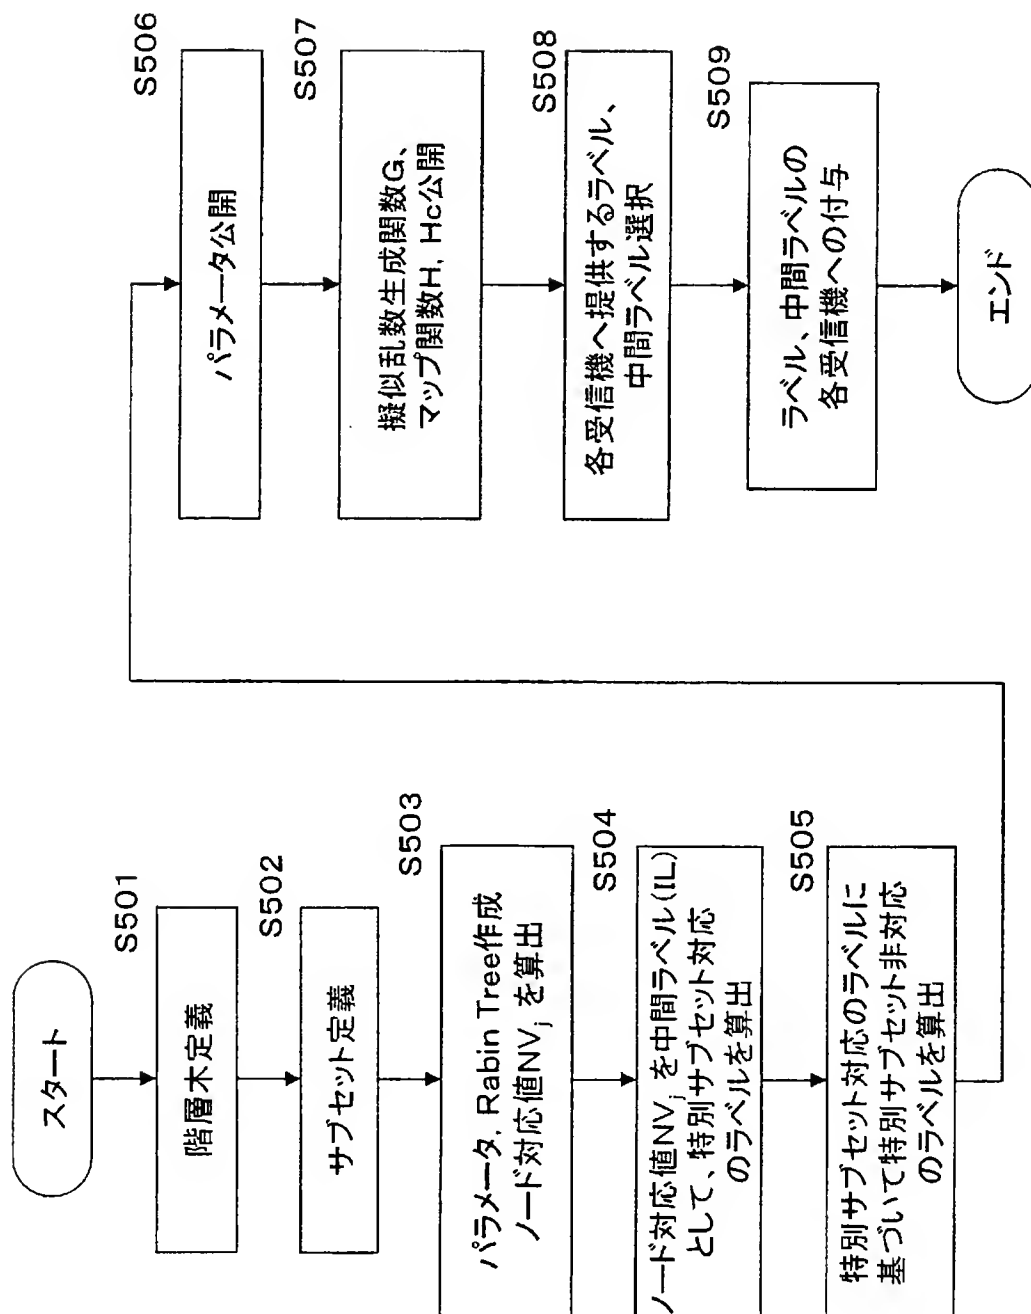 スタート
S501
階層木定義
S502
サブセット定義
S503
パラメータ, Rabin Tree作成
ノード対応値NVjを算出
S504
ノード対応値NVjを中間ラベル(IL)
として、特別サブセット対応
のラベルを算出
S505
特別サブセット対応のラベルに
基づいて特別サブセット非対応
のラベルを算出
S506
パラメータ公開
S507
擬似乱数生成関数G、
マップ関数H, Hc公開
S508
各受信機へ提供するラベル、
中間ラベル選択
S509
ラベル、中間ラベルの
各受信機への付与
エンド